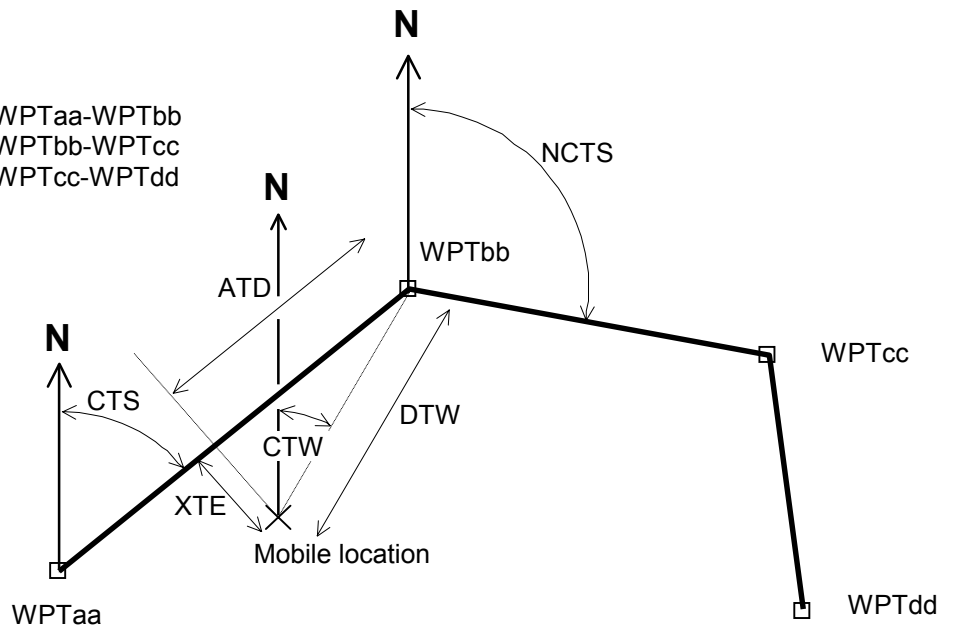 N
WPTaa-WPTbb
WPTbb-WPTcc
WPTcc-WPTdd
NCTS
N
WPTbb
ATD
N
WPTcc
CTS
DTW
CTW
XTE
Mobile location
WPTaa
WPTdd